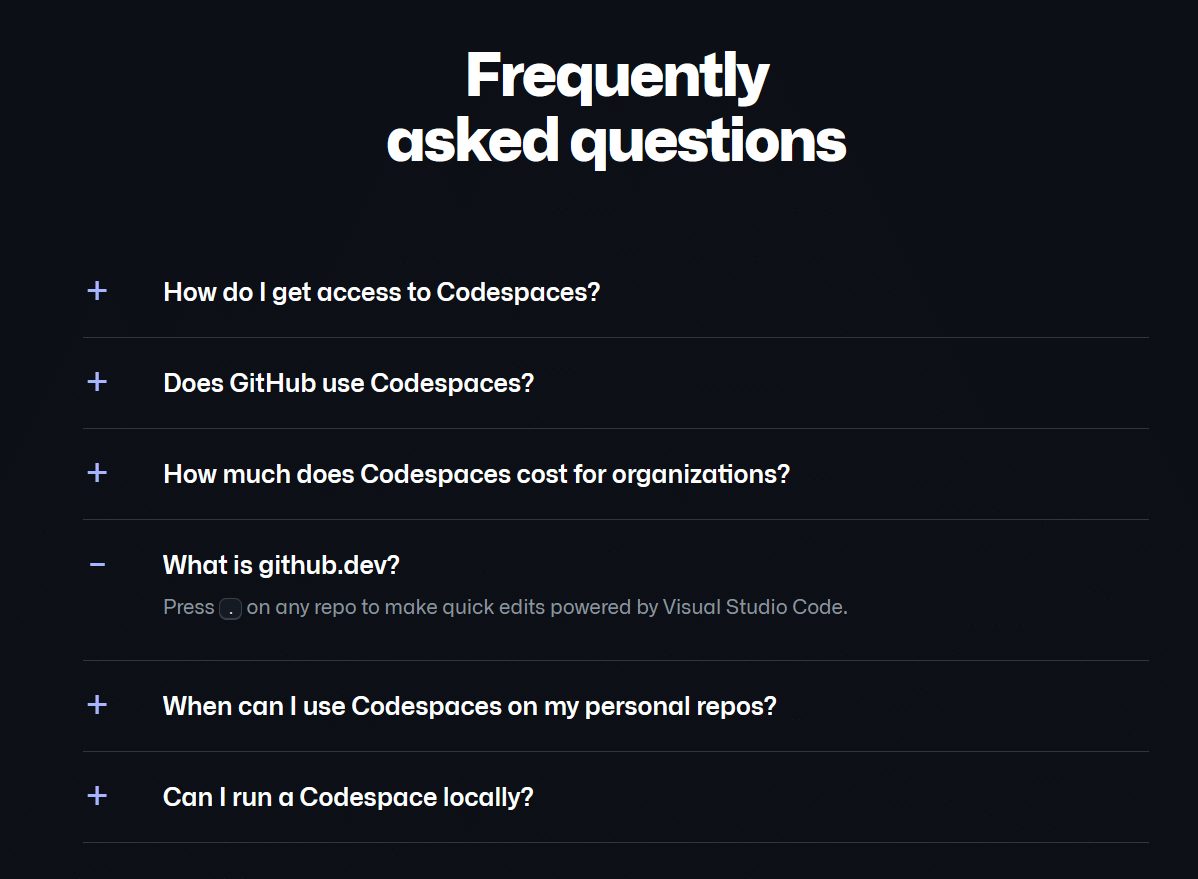 Frequently
asked questions
+ How do I get access to Codespaces?
+ Does GitHub use Codespaces?
+ How much does Codespaces cost for organizations?
− What is github.dev?
Press . on any repo to make quick edits powered by Visual Studio Code.
+ When can I use Codespaces on my personal repos?
+ Can I run a Codespace locally?